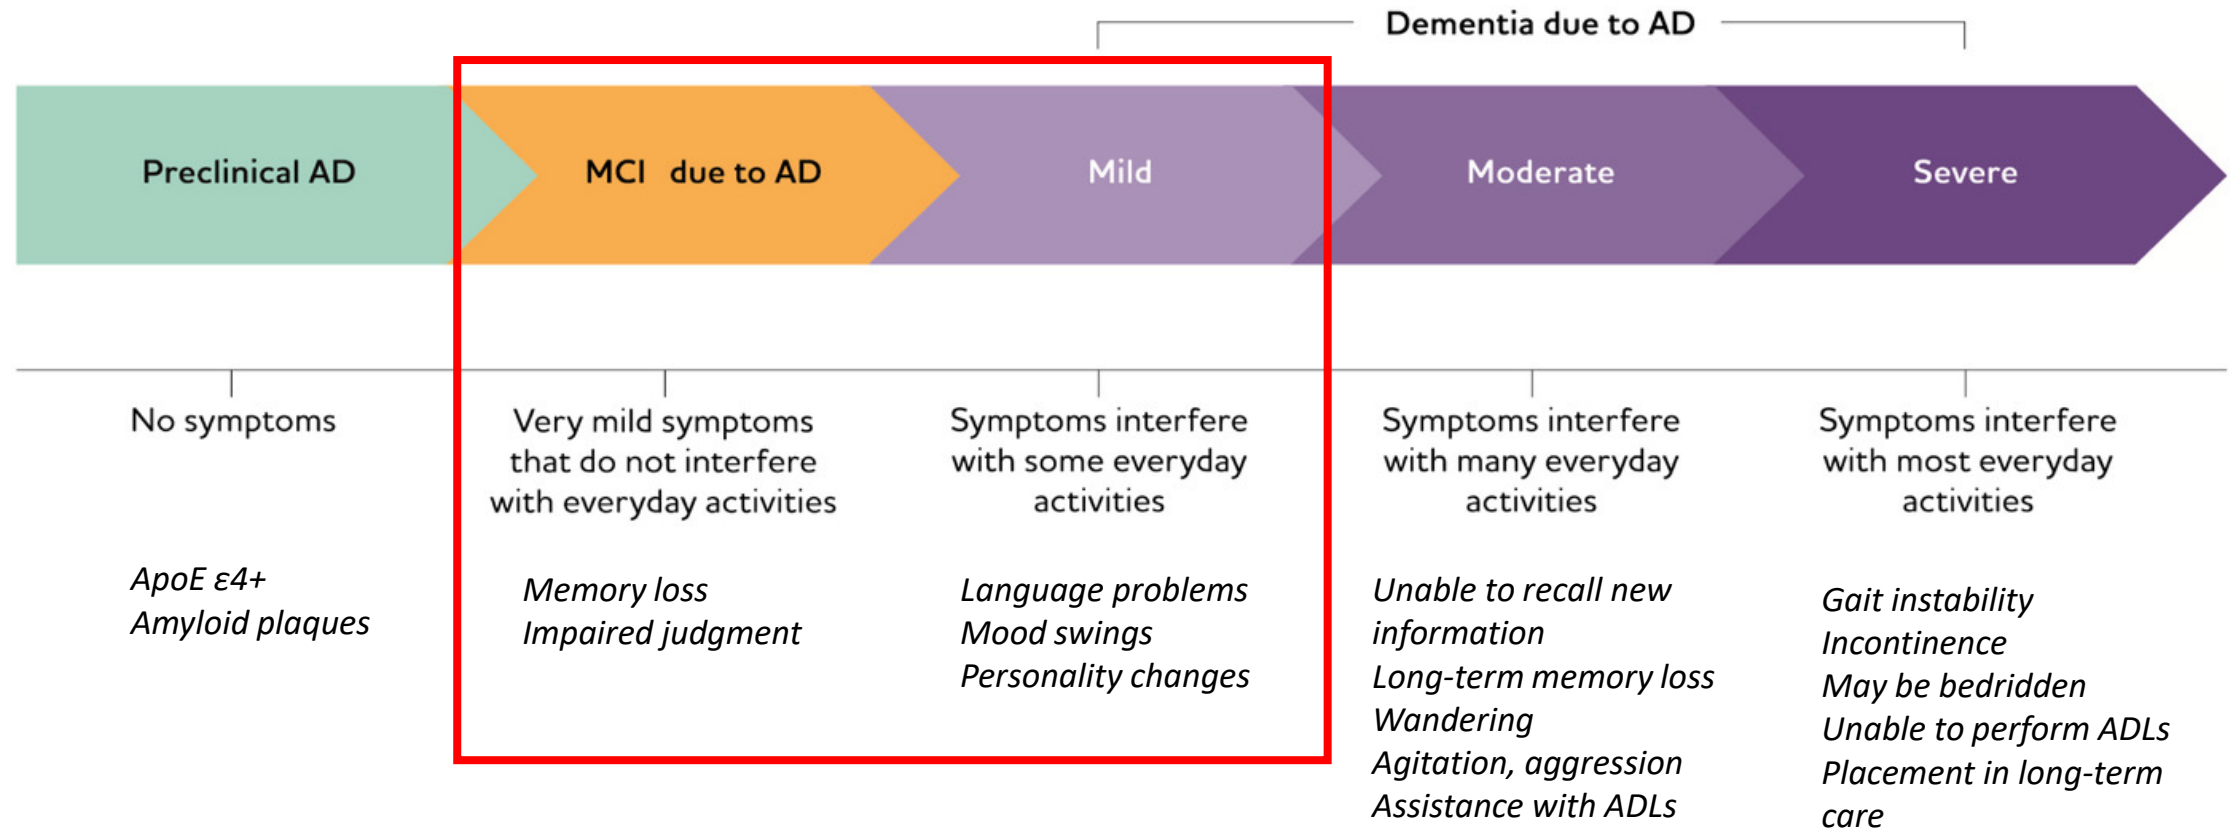 Dementia due to AD
Preclinical AD
MCI due to AD
Mild
Moderate
Severe
No symptoms
ApoE ε4+
Amyloid plaques
Very mild symptoms
that do not interfere
with everyday activities
Memory loss
Impaired judgment
Symptoms interfere
with some everyday
activities
Language problems
Mood swings
Personality changes
Symptoms interfere
with many everyday
activities
Unable to recall new
information
Long-term memory loss
Wandering
Agitation, aggression
Assistance with ADLs
Symptoms interfere
with most everyday
activities
Gait instability
Incontinence
May be bedridden
Unable to perform ADLs
Placement in long-term
care